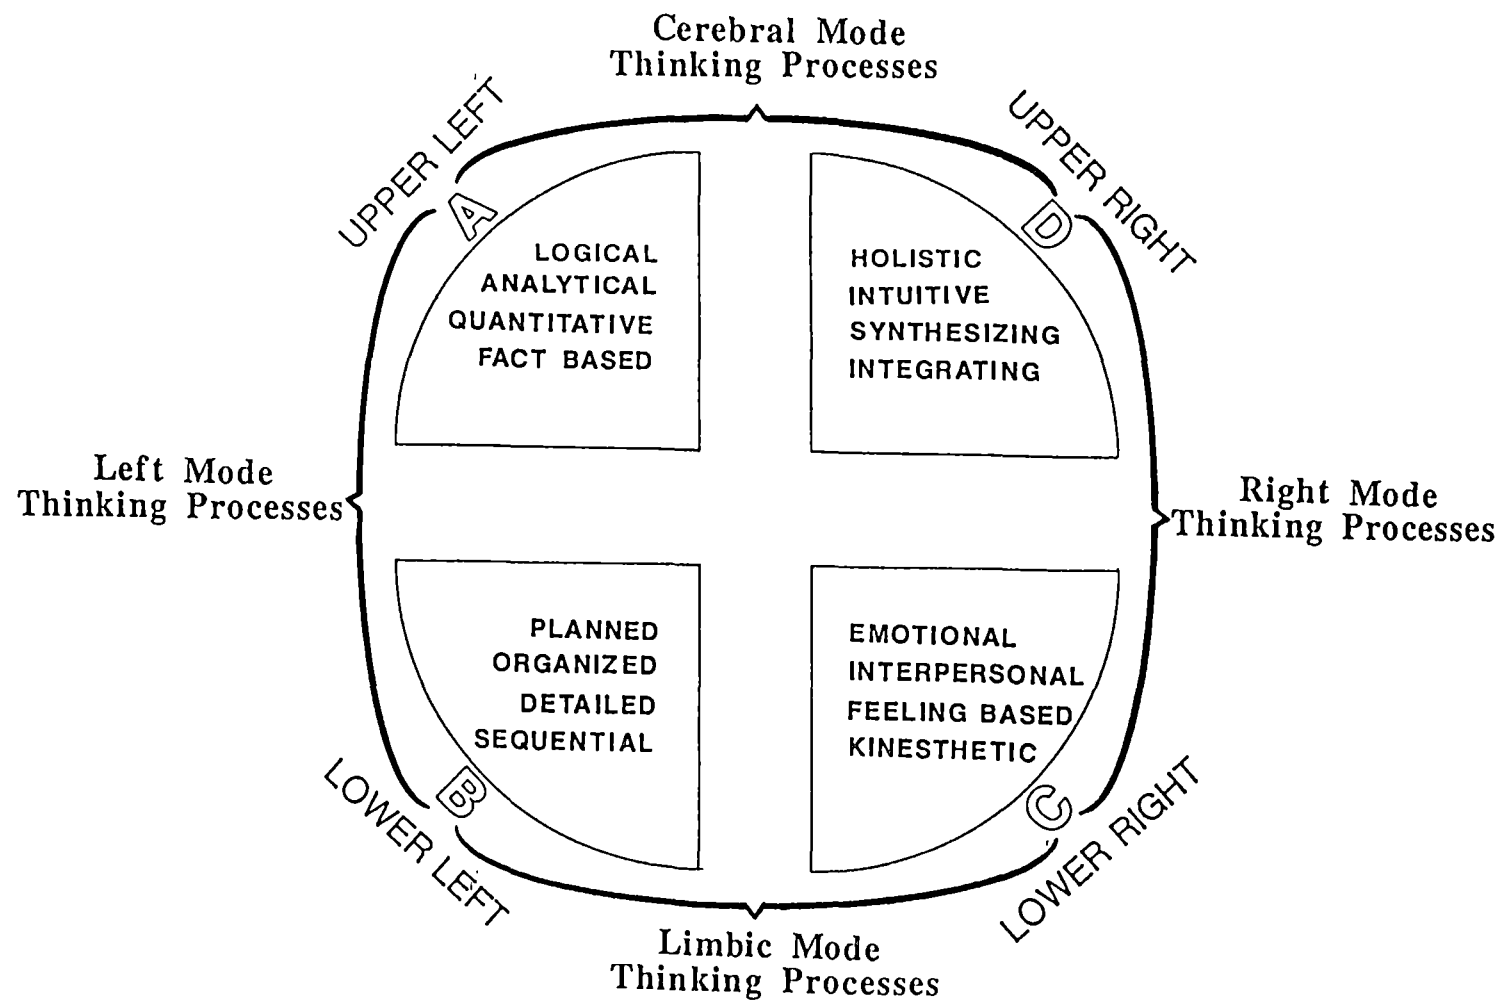 Cerebral Mode
Thinking Processes
UPPER LEFT
UPPER RIGHT
A
LOGICAL
ANALYTICAL
QUANTITATIVE
FACT BASED
D
HOLISTIC
INTUITIVE
SYNTHESIZING
INTEGRATING
Left Mode
Thinking Processes
Right Mode
Thinking Processes
PLANNED
ORGANIZED
DETAILED
SEQUENTIAL
B
LOWER LEFT
EMOTIONAL
INTERPERSONAL
FEELING BASED
KINESTHETIC
C
LOWER RIGHT
Limbic Mode
Thinking Processes